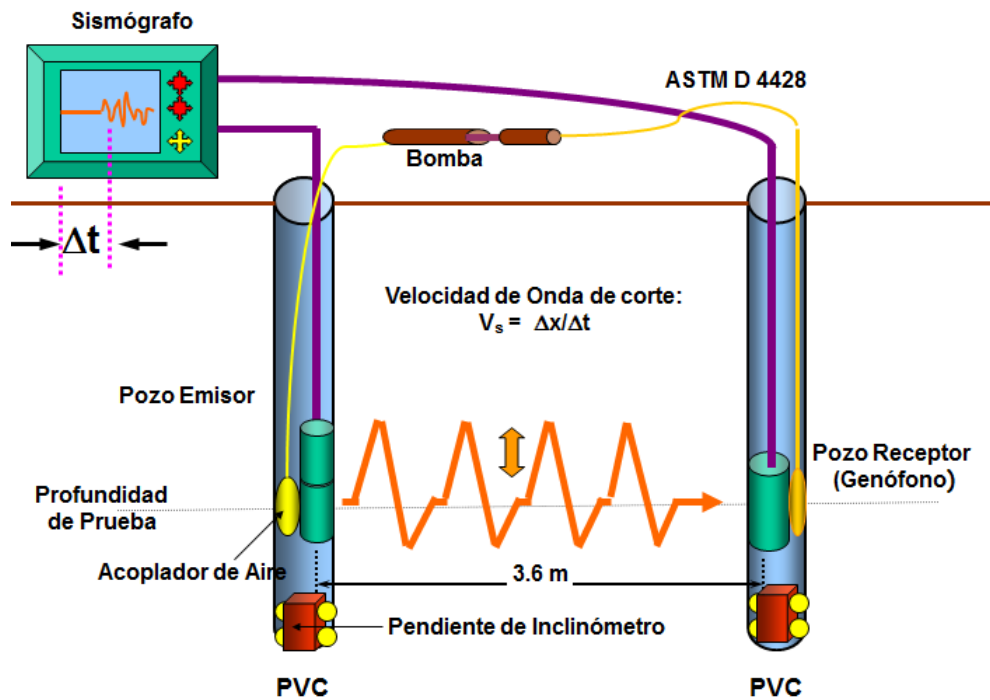 Sismógrafo
ASTM D 4428
Bomba
Δt
Velocidad de Onda de corte:
Vs = Δx/Δt
Pozo Emisor
Pozo Receptor
(Genófono)
Profundidad
de Prueba
Acoplador de Aire
3.6 m
Pendiente de Inclinómetro
PVC
PVC